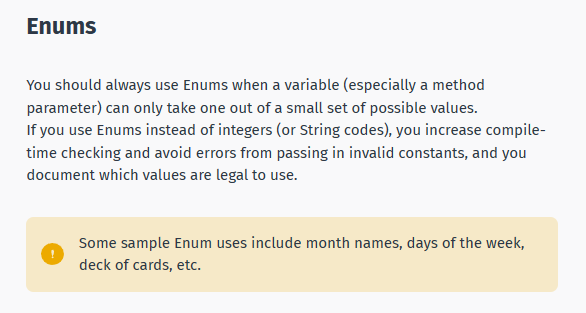 Enums
You should always use Enums when a variable (especially a method
parameter) can only take one out of a small set of possible values.
If you use Enums instead of integers (or String codes), you increase compile-
time checking and avoid errors from passing in invalid constants, and you
document which values are legal to use.
!
Some sample Enum uses include month names, days of the week,
deck of cards, etc.